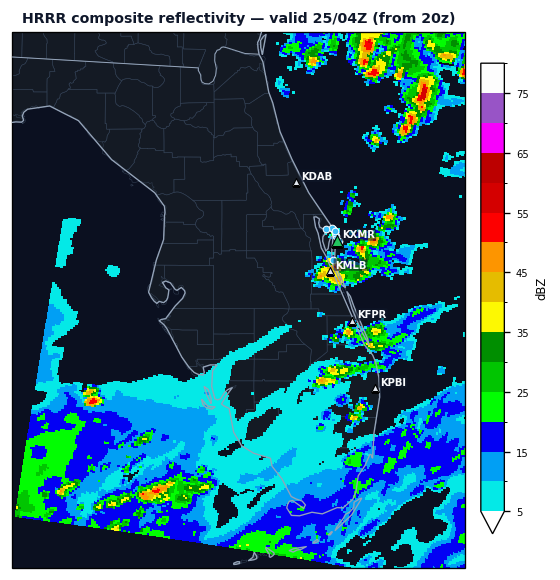 HRRR composite reflectivity — valid 25/04Z (from 20z)
KDAB
KXMR
KMLB
KFPR
KPBI
75
65
55
45
35
25
15
5
dBZ